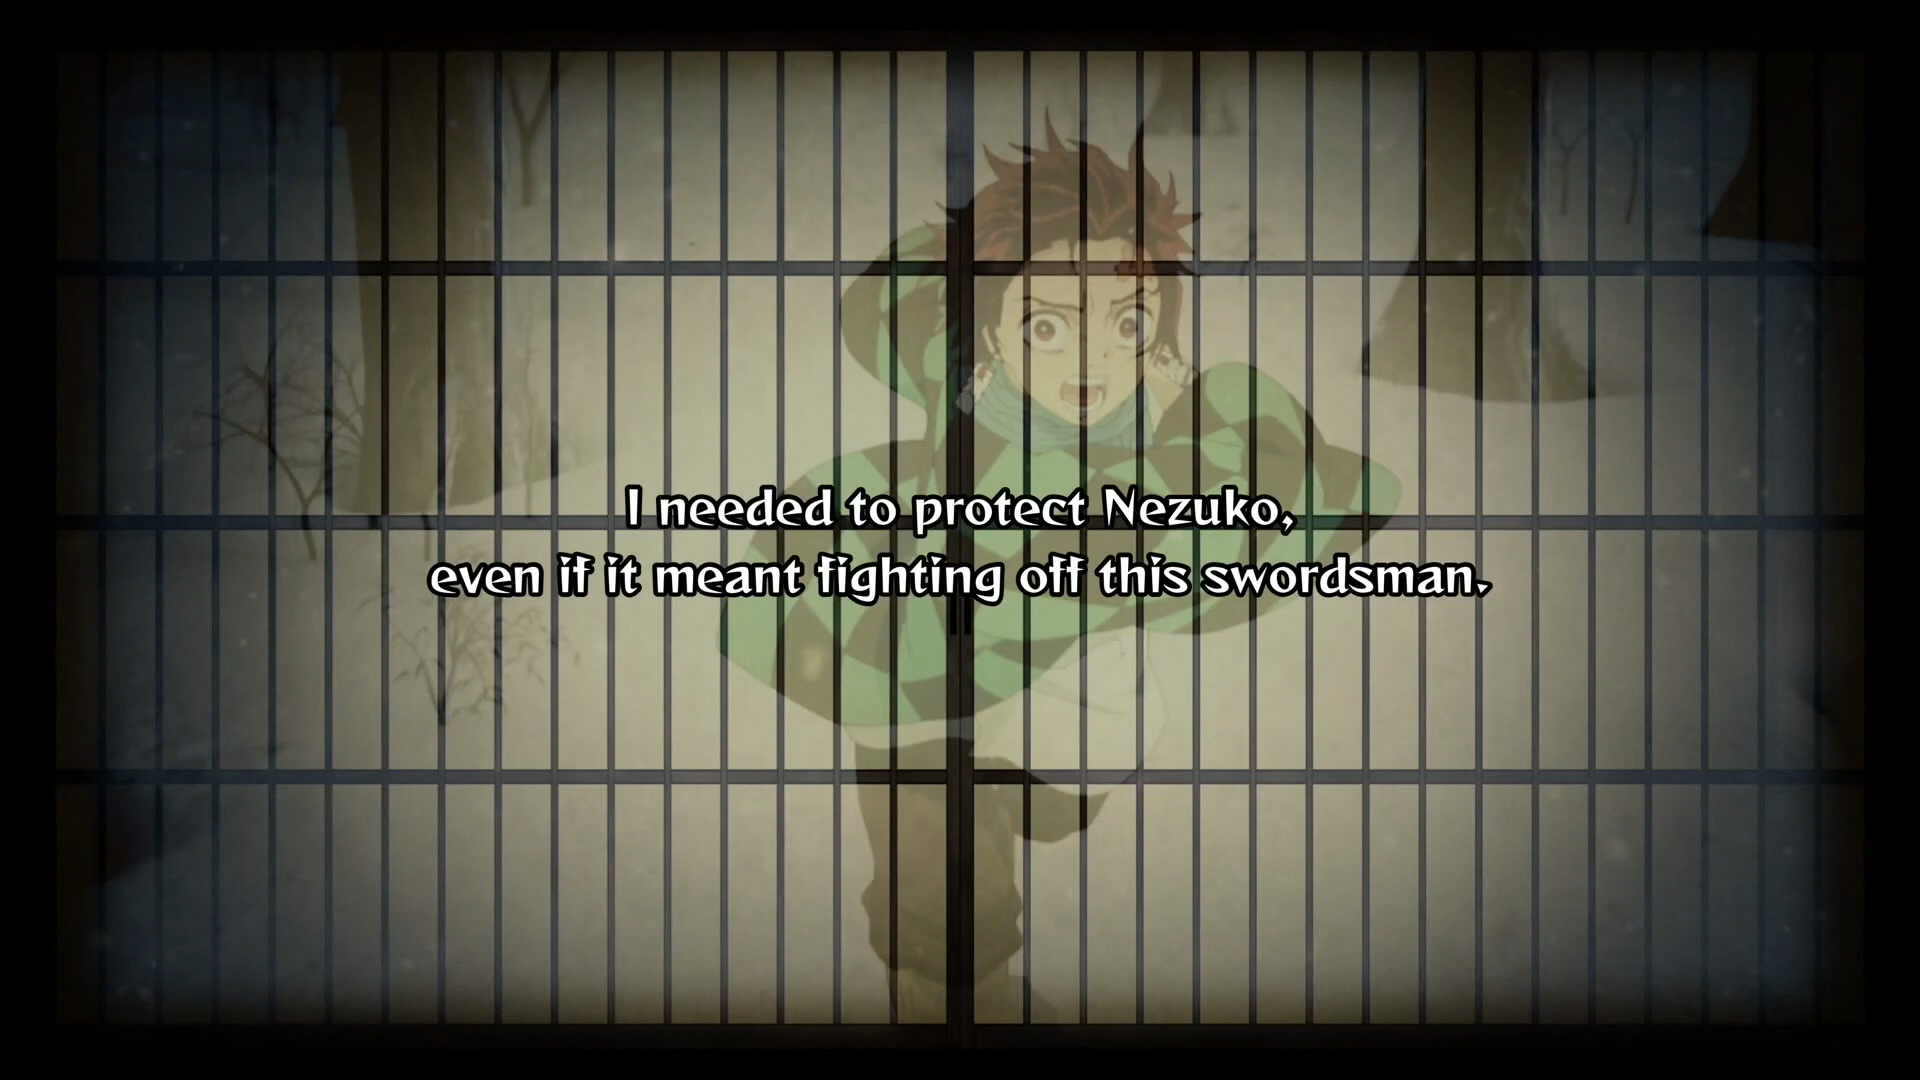 I needed to protect Nezuko,
even if it meant fighting off this swordsman.